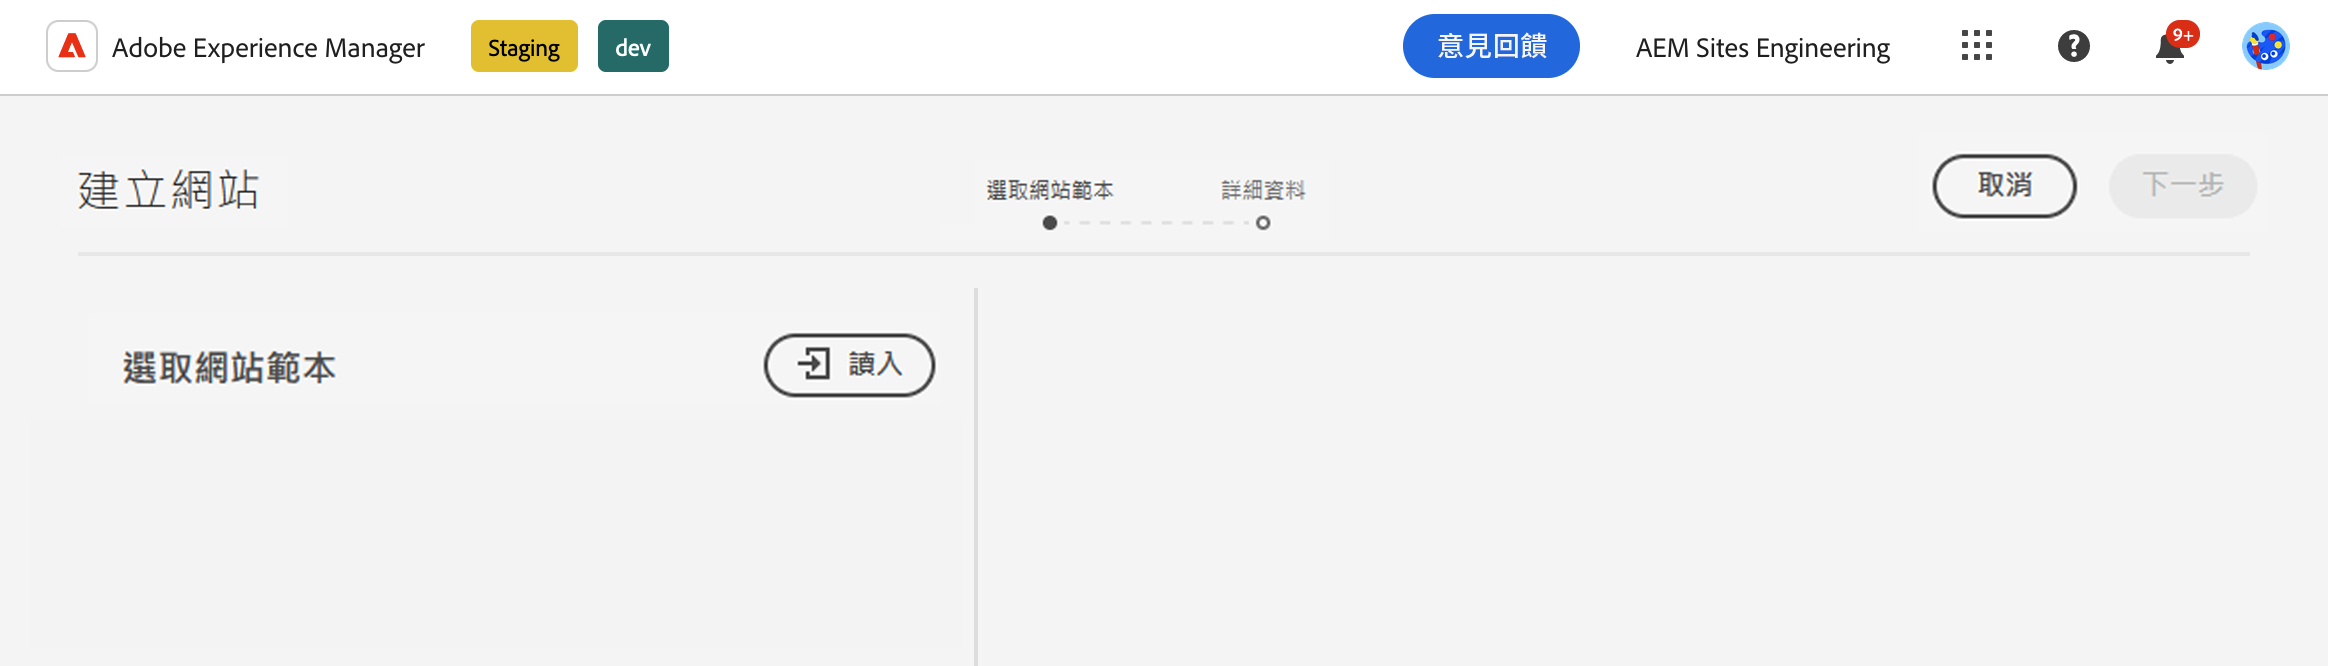 Adobe Experience Manager Staging dev 意見回饋 AEM Sites Engineering 9+
建立網站 選取網站範本 詳細資料 取消 下一步
選取網站範本 讀入